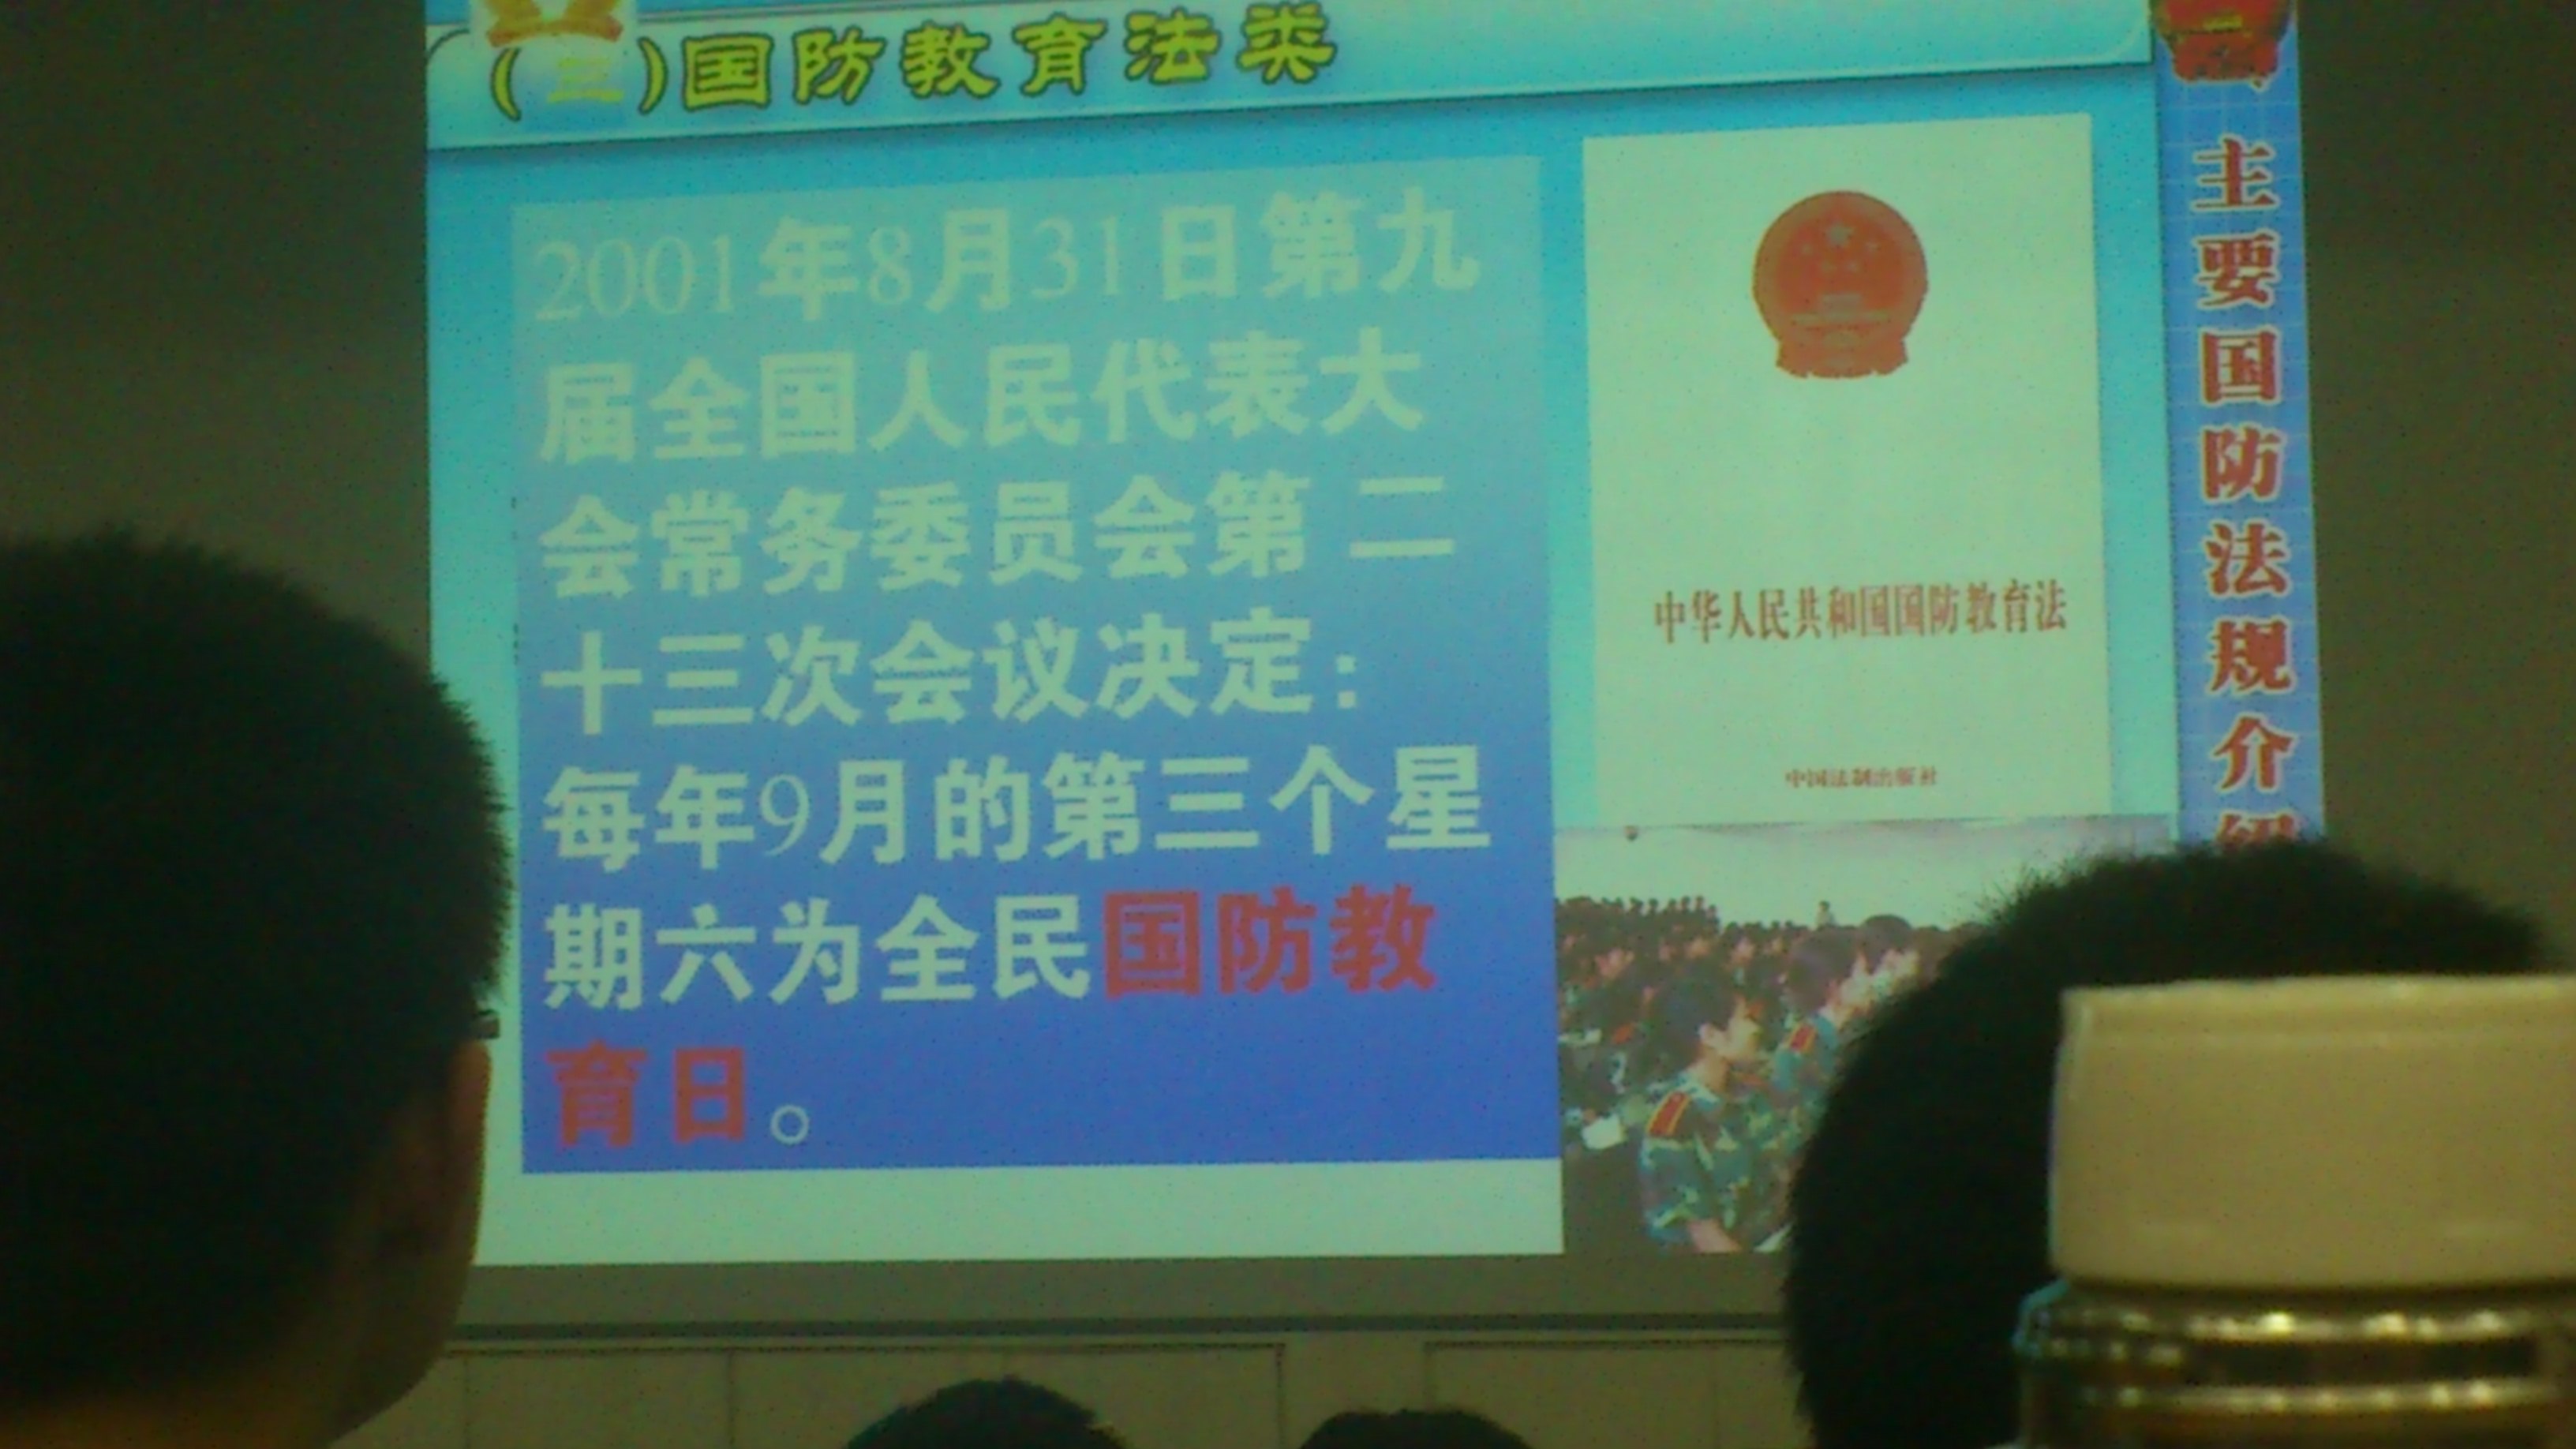 (三)国防教育法类
2001年8月31日第九
届全国人民代表大
会常务委员会第 二
十三次会议决定：
每年9月的第三个星
期六为全民国防教
育日。
中华人民共和国国防教育法
中国法制出版社
主要国防法规介绍